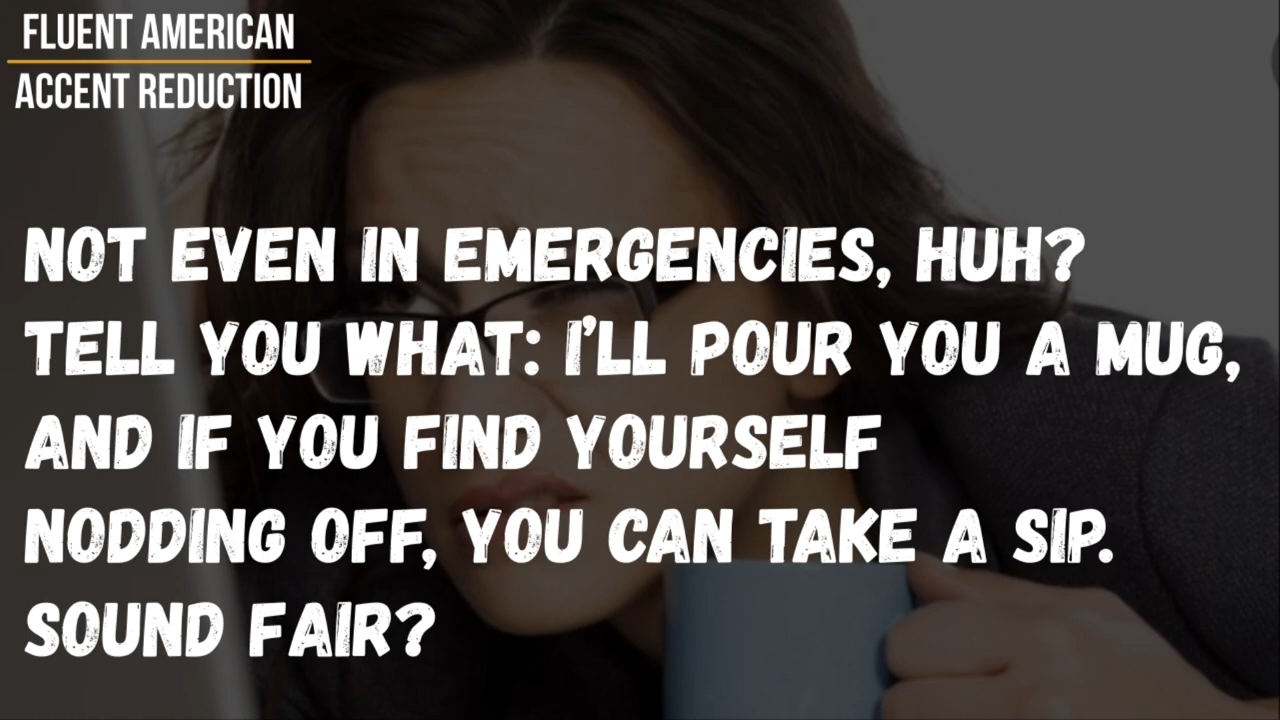 FLUENT AMERICAN
ACCENT REDUCTION
NOT EVEN IN EMERGENCIES, HUH?
TELL YOU WHAT: I'LL POUR YOU A MUG,
AND IF YOU FIND YOURSELF
NODDING OFF, YOU CAN TAKE A SIP.
SOUND FAIR?